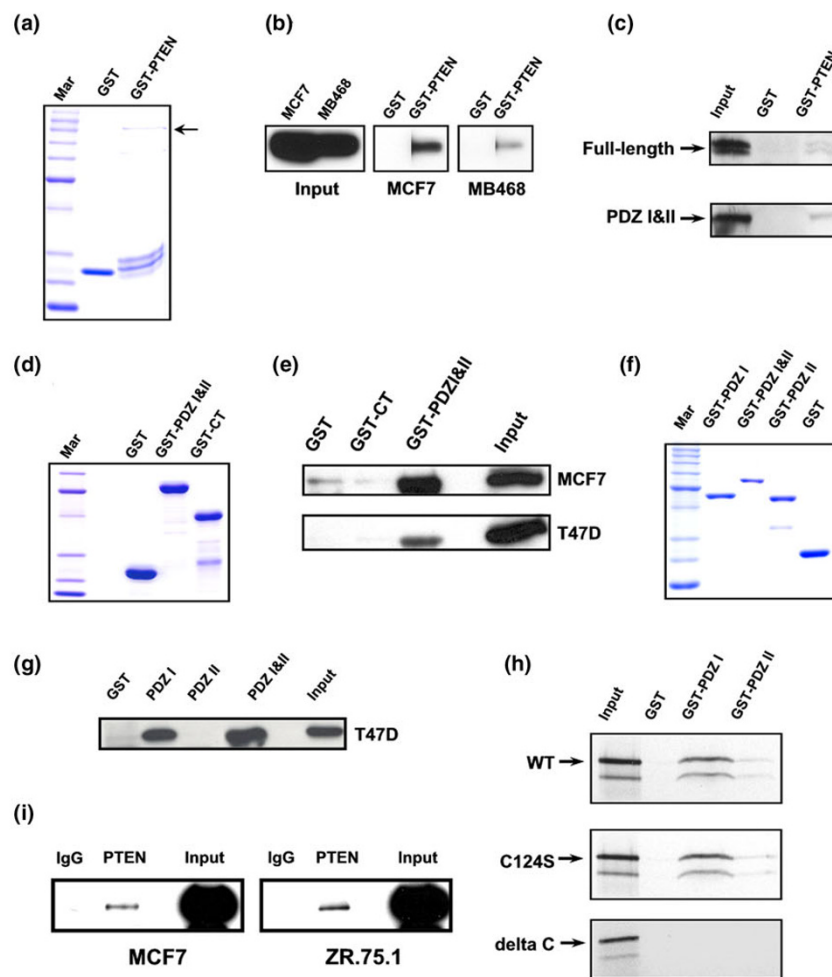 (a)
Mar
GST
GST-PTEN
(b)
MCF7
MB468
GST
GST-PTEN
GST
GST-PTEN
Input
MCF7
MB468
(c)
Input
GST
GST-PTEN
Full-length
PDZ I&II
(d)
Mar
GST
GST-PDZ I&II
GST-CT
(e)
GST
GST-CT
GST-PDZI&II
Input
MCF7
T47D
(f)
Mar
GST-PDZ I
GST-PDZ I&II
GST-PDZ II
GST
(g)
GST
PDZ I
PDZ II
PDZ I&II
Input
T47D
(h)
Input
GST
GST-PDZ I
GST-PDZ II
WT
C124S
delta C
(i)
IgG PTEN Input
IgG PTEN Input
MCF7
ZR.75.1